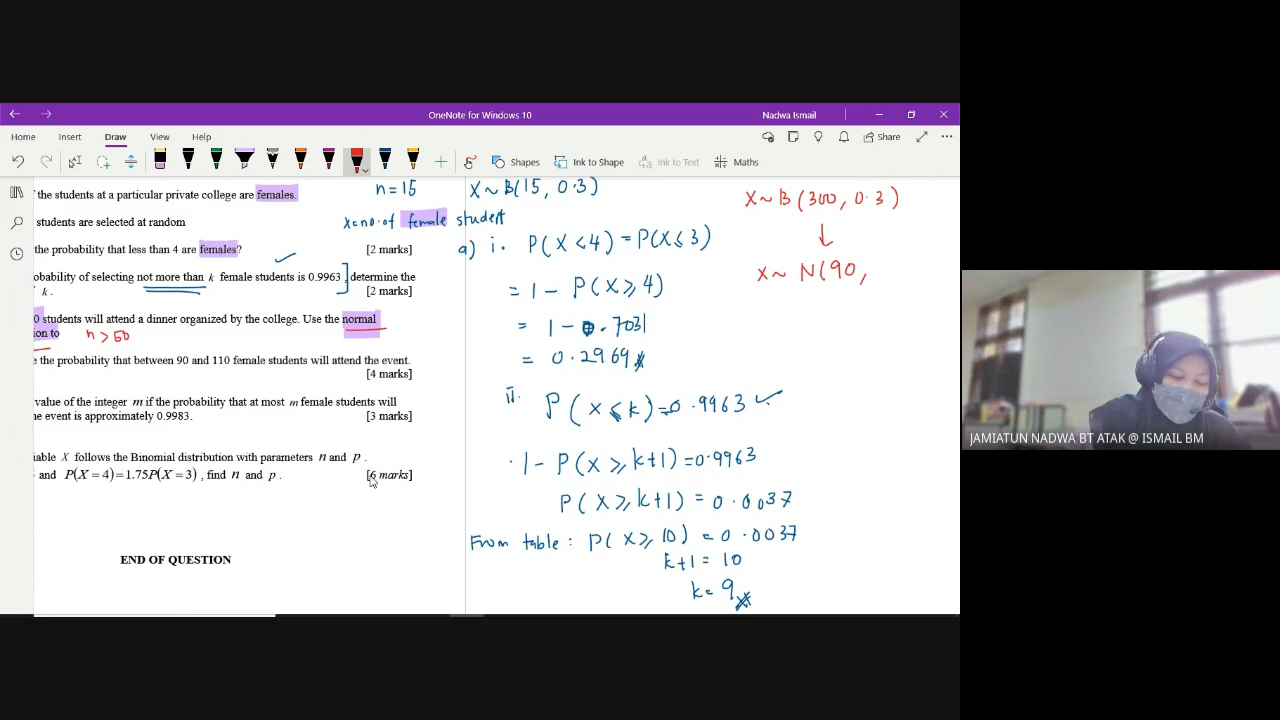 OneNote for Windows 10
Nadwa Ismail
Home Insert Draw View Help
Share
Shapes
Ink to Shape
Ink to Text
Maths
the students at a particular private college are females.
students are selected at random
the probability that less than 4 are females?
[2 marks]
obability of selecting not more than k female students is 0.9963, determine the
k.
[2 marks]
0 students will attend a dinner organized by the college. Use the normal
ion to
n > 50
e the probability that between 90 and 110 female students will attend the event.
[4 marks]
value of the integer m if the probability that at most m female students will
e event is approximately 0.9983.
[3 marks]
iable X follows the Binomial distribution with parameters n and p.
and P(X = 4) = 1.75P(X = 3), find n and p.
[6 marks]
END OF QUESTION
n = 15
X ~ B(15, 0.3)
x = no. of female student
a) i. P(X < 4) = P(X ≤ 3)
= 1 - P(X ≥ 4)
= 1 - 0.7031
= 0.2969
ii. P(X ≤ k) = 0.9963
1 - P(X ≥ k+1) = 0.9963
P(X ≥ k+1) = 0.0037
From table: P(X ≥ 10) = 0.0037
k+1 = 10
k = 9
X ~ B(300, 0.3)
↓
X ~ N(90,
JAMIATUN NADWA BT ATAK @ ISMAIL BM